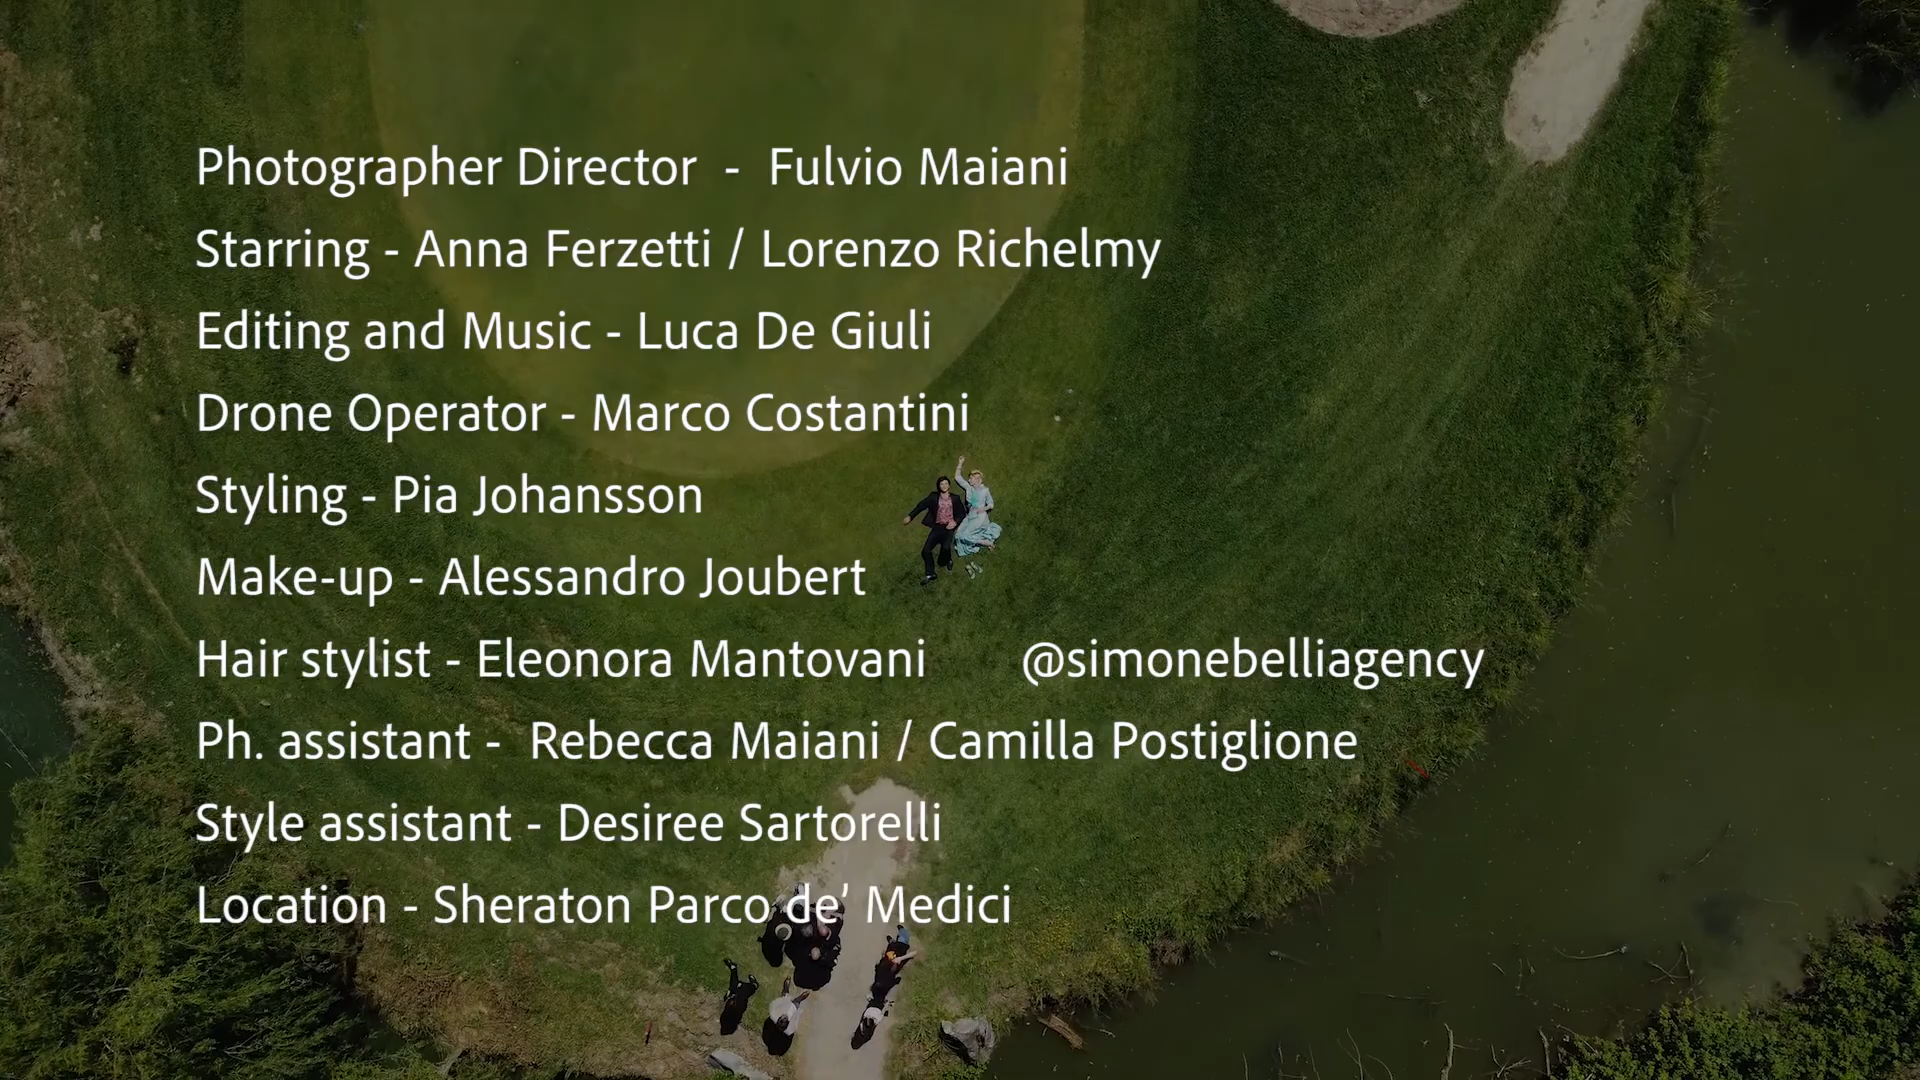 Photographer Director  -  Fulvio Maiani
Starring - Anna Ferzetti / Lorenzo Richelmy
Editing and Music - Luca De Giuli
Drone Operator - Marco Costantini
Styling - Pia Johansson
Make-up - Alessandro Joubert
Hair stylist - Eleonora Mantovani @simonebelliagency
Ph. assistant -  Rebecca Maiani / Camilla Postiglione
Style assistant - Desiree Sartorelli
Location - Sheraton Parco de’ Medici